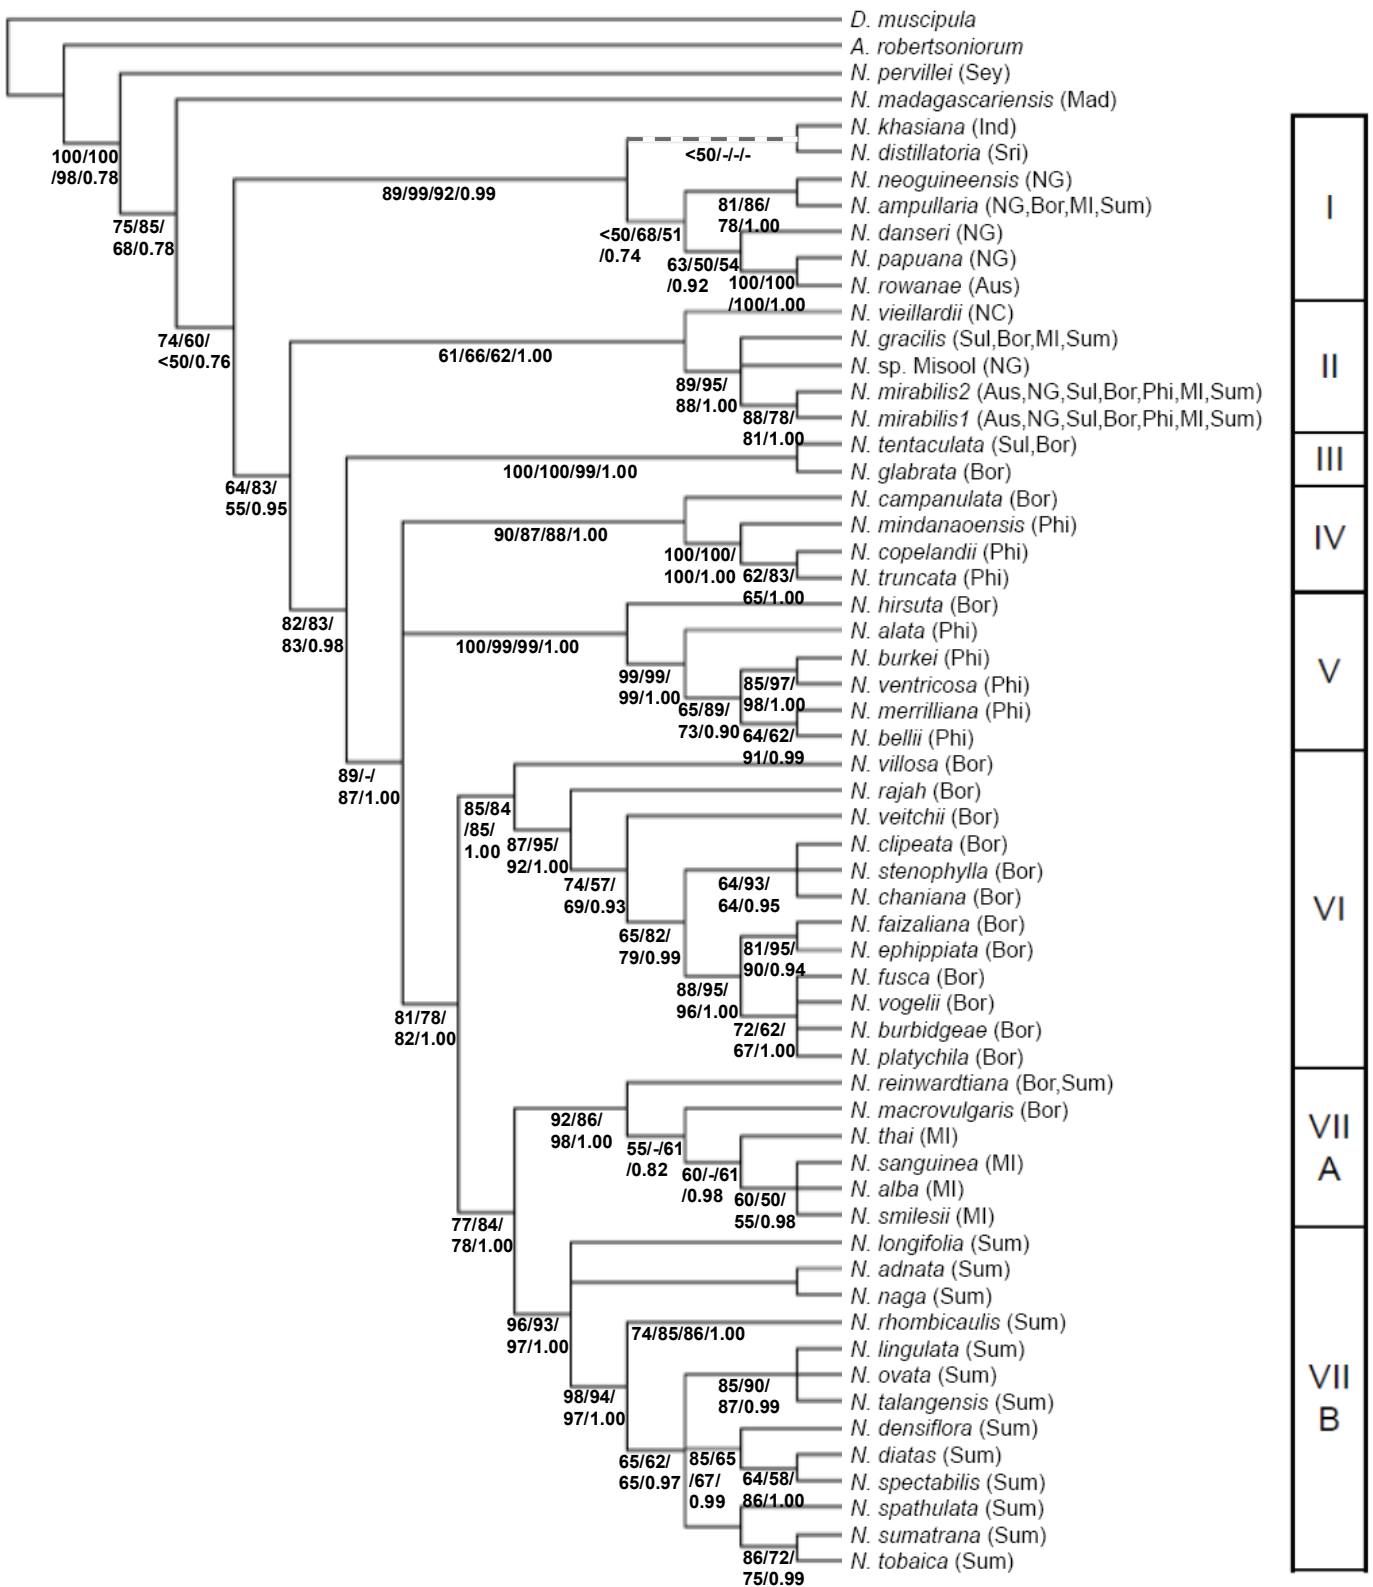 D. muscipula
A. robertsoniorum
N. pervillei (Sey)
N. madagascariensis (Mad)
N. khasiana (Ind)
N. distillatoria (Sri)
N. neoguineensis (NG)
N. ampullaria (NG,Bor,MI,Sum)
N. danseri (NG)
N. papuana (NG)
N. rowanae (Aus)
N. vieillardii (NC)
N. gracilis (Sul,Bor,MI,Sum)
N. sp. Misool (NG)
N. mirabilis2 (Aus,NG,Sul,Bor,Phi,MI,Sum)
N. mirabilis1 (Aus,NG,Sul,Bor,Phi,MI,Sum)
N. tentaculata (Sul,Bor)
N. glabrata (Bor)
N. campanulata (Bor)
N. mindanaoensis (Phi)
N. copelandii (Phi)
N. truncata (Phi)
N. hirsuta (Bor)
N. alata (Phi)
N. burkei (Phi)
N. ventricosa (Phi)
N. merrilliana (Phi)
N. bellii (Phi)
N. villosa (Bor)
N. rajah (Bor)
N. veitchii (Bor)
N. clipeata (Bor)
N. stenophylla (Bor)
N. chaniana (Bor)
N. faizaliana (Bor)
N. ephippiata (Bor)
N. fusca (Bor)
N. vogelii (Bor)
N. burbidgeae (Bor)
N. platychila (Bor)
N. reinwardtiana (Bor,Sum)
N. macrovulgaris (Bor)
N. thai (MI)
N. sanguinea (MI)
N. alba (MI)
N. smilesii (MI)
N. longifolia (Sum)
N. adnata (Sum)
N. naga (Sum)
N. rhombicaulis (Sum)
N. lingulata (Sum)
N. ovata (Sum)
N. talangensis (Sum)
N. densiflora (Sum)
N. diatas (Sum)
N. spectabilis (Sum)
N. spathulata (Sum)
N. sumatrana (Sum)
N. tobaica (Sum)
100/100
/98/0.78
75/85/
68/0.78
74/60/
<50/0.76
89/99/92/0.99
<50/-/-/-
<50/68/51
/0.74
81/86/
78/1.00
63/50/54
/0.92
100/100
/100/1.00
64/83/
55/0.95
61/66/62/1.00
89/95/
88/1.00
88/78/
81/1.00
82/83/
83/0.98
100/100/99/1.00
89/-/
87/1.00
90/87/88/1.00
100/100/
100/1.00
62/83/
65/1.00
100/99/99/1.00
99/99/
99/1.00
65/89/
73/0.90
85/97/
98/1.00
64/62/
91/0.99
81/78/
82/1.00
85/84
/85/
1.00
87/95/
92/1.00
74/57/
69/0.93
65/82/
79/0.99
64/93/
64/0.95
88/95/
96/1.00
81/95/
90/0.94
72/62/
67/1.00
77/84/
78/1.00
92/86/
98/1.00
55/-/61
/0.82
60/-/61
/0.98
60/50/
55/0.98
96/93/
97/1.00
98/94/
97/1.00
74/85/86/1.00
65/62/
65/0.97
85/90/
87/0.99
85/65
/67/
0.99
64/58/
86/1.00
86/72/
75/0.99
I
II
III
IV
V
VI
VII
A
VII
B